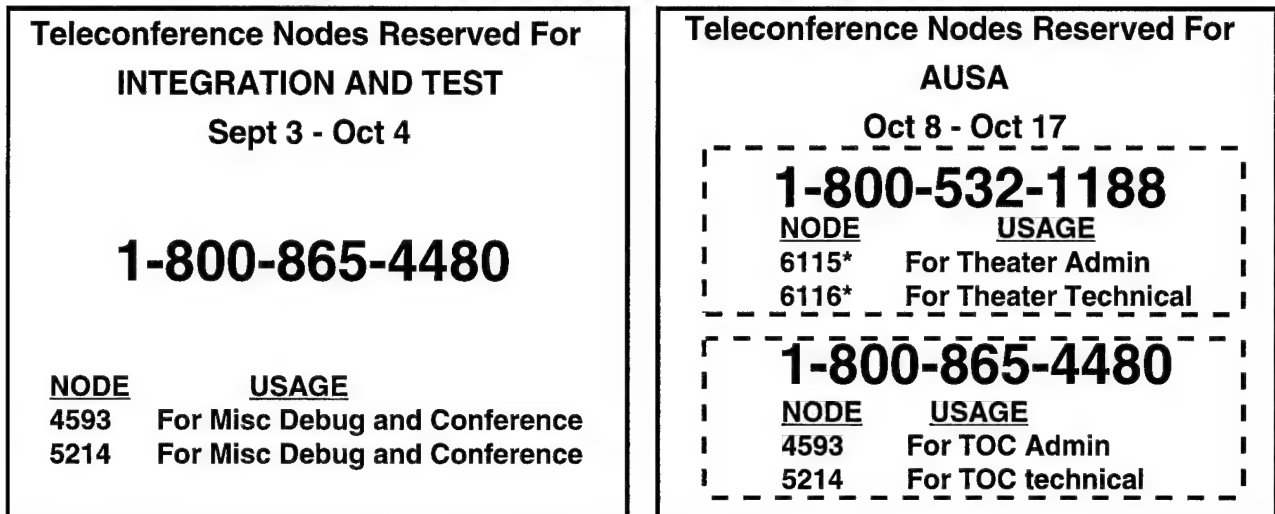 Teleconference Nodes Reserved For
INTEGRATION AND TEST
Sept 3 - Oct 4
1-800-865-4480
NODE USAGE
4593 For Misc Debug and Conference
5214 For Misc Debug and Conference
Teleconference Nodes Reserved For
AUSA
Oct 8 - Oct 17
1-800-532-1188
NODE USAGE
6115* For Theater Admin
6116* For Theater Technical
1-800-865-4480
NODE USAGE
4593 For TOC Admin
5214 For TOC technical